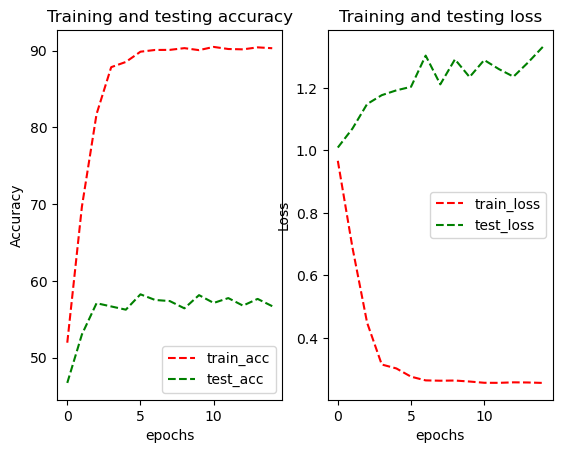 Training and testing accuracy
Accuracy
90
80
70
60
50
train_acc
test_acc
0
5
10
epochs
Training and testing loss
Loss
1.2
1.0
0.8
0.6
0.4
train_loss
test_loss
0
5
10
epochs